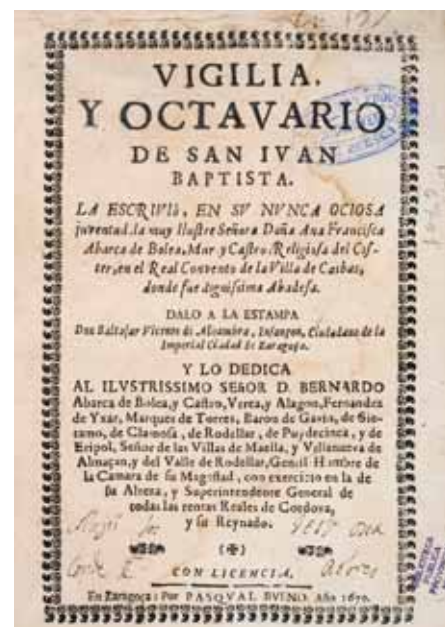 VIGILIA,
Y OCTAVARIO
DE SAN IVAN
BAPTISTA.
LA ESCRIVIÒ, EN SV NVNCA OCIOSA
juventud, la muy Ilustre Señora Doña Ana Francisca
Abarca de Bolea, Mur y Castro, Religiosa del Cis-
ter, en el Real Convento de la Villa de Casbas,
donde fue dignissima Abadesa.
DALO A LA ESTAMPA
Don Baltasar Vicente de Alhambra, Infançon, Ciudadano de la
Imperial Ciudad de Zaragoça.
Y LO DEDICA
AL ILVSTRISSIMO SEñOR D. BERNARDO
Abarca de Bolea, y Castro, Verea, y Alagon, Fernandez
de Yxar, Marques de Torres, Baron de Gavin, de Sie-
tamo, de Clamosa, de Rodellar, de Puydecinca, y de
Eripol, Señor de las Villas de Maella, y Villanueva de
Almaçan, y del Valle de Rodellar, Gentil-Hombre de
la Camara de su Magestad, con exercicio en la de
su Alteza, y Superintendente General de
todas las rentas Reales de Cordova,
y su Reynado.
CON LICENCIA,
En Zaragoça: Por PASQVAL BVENO, Año 1679.